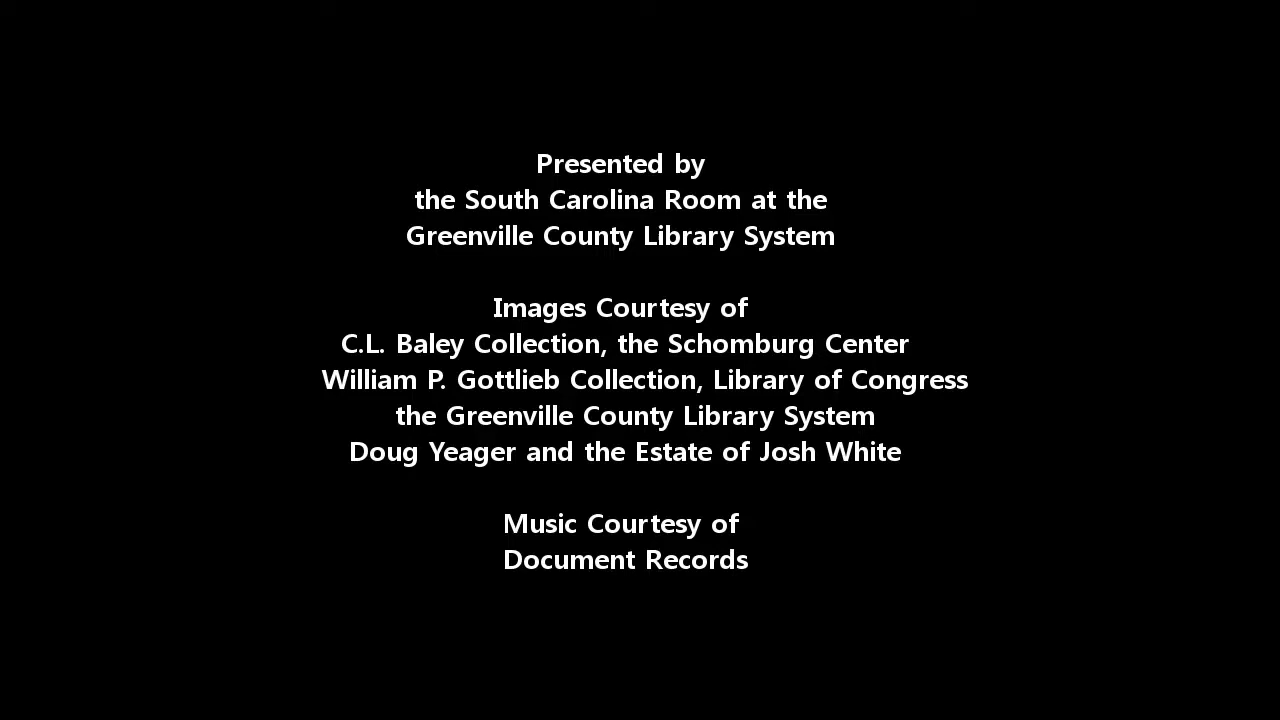 Presented by
the South Carolina Room at the
Greenville County Library System
Images Courtesy of
C.L. Baley Collection, the Schomburg Center
William P. Gottlieb Collection, Library of Congress
the Greenville County Library System
Doug Yeager and the Estate of Josh White
Music Courtesy of
Document Records